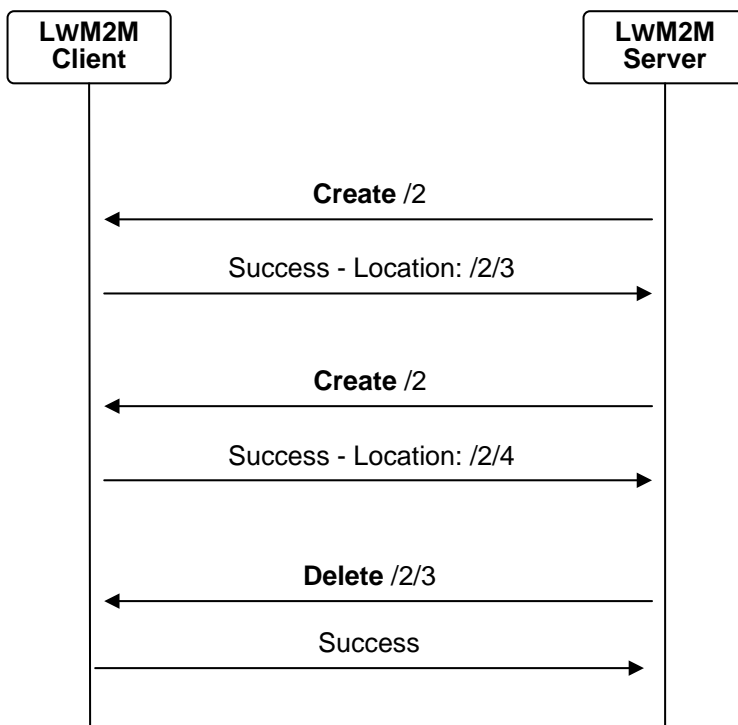 LwM2M
Client
LwM2M
Server
Create /2
Success - Location: /2/3
Create /2
Success - Location: /2/4
Delete /2/3
Success